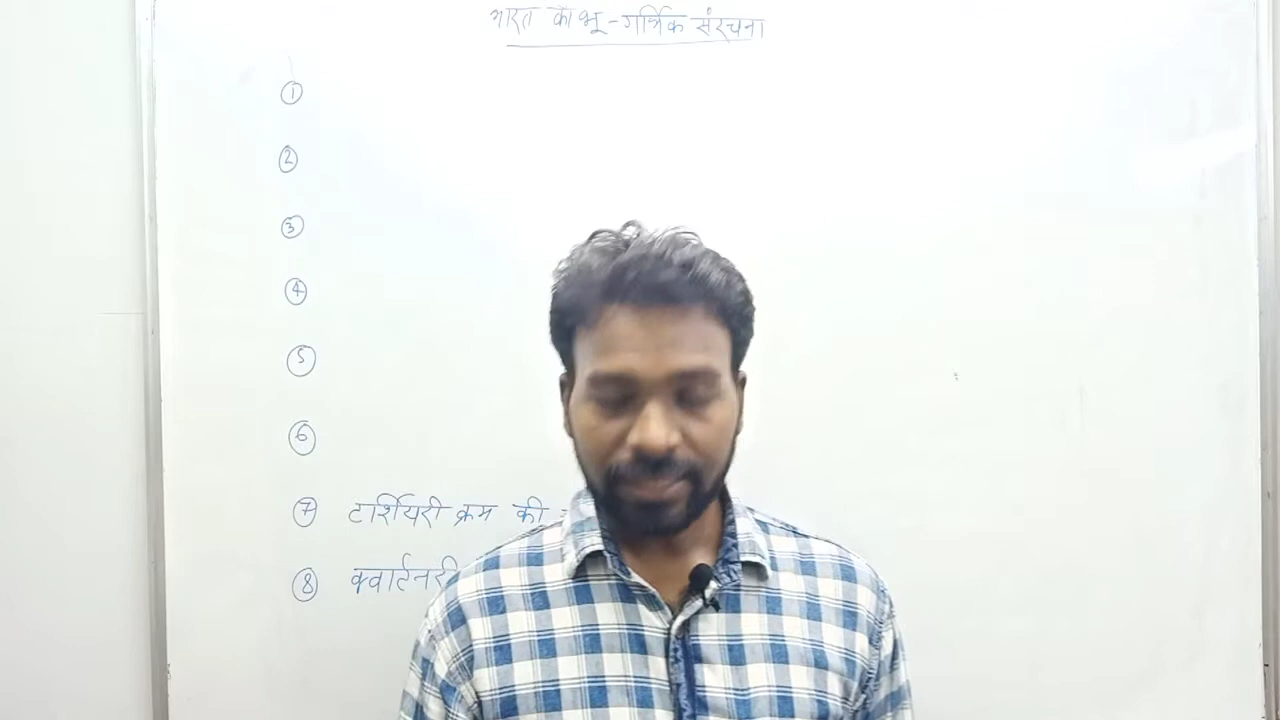 भारत का भू-गर्भिक संरचना
①
②
③
④
⑤
⑥
⑦ टर्शियरी क्रम की
⑧ क्वार्टनरी